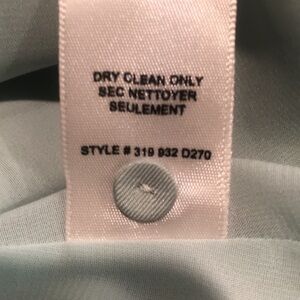 DRY CLEAN ONLY
SEC NETTOYER
SEULEMENT
STYLE # 319 932 D270